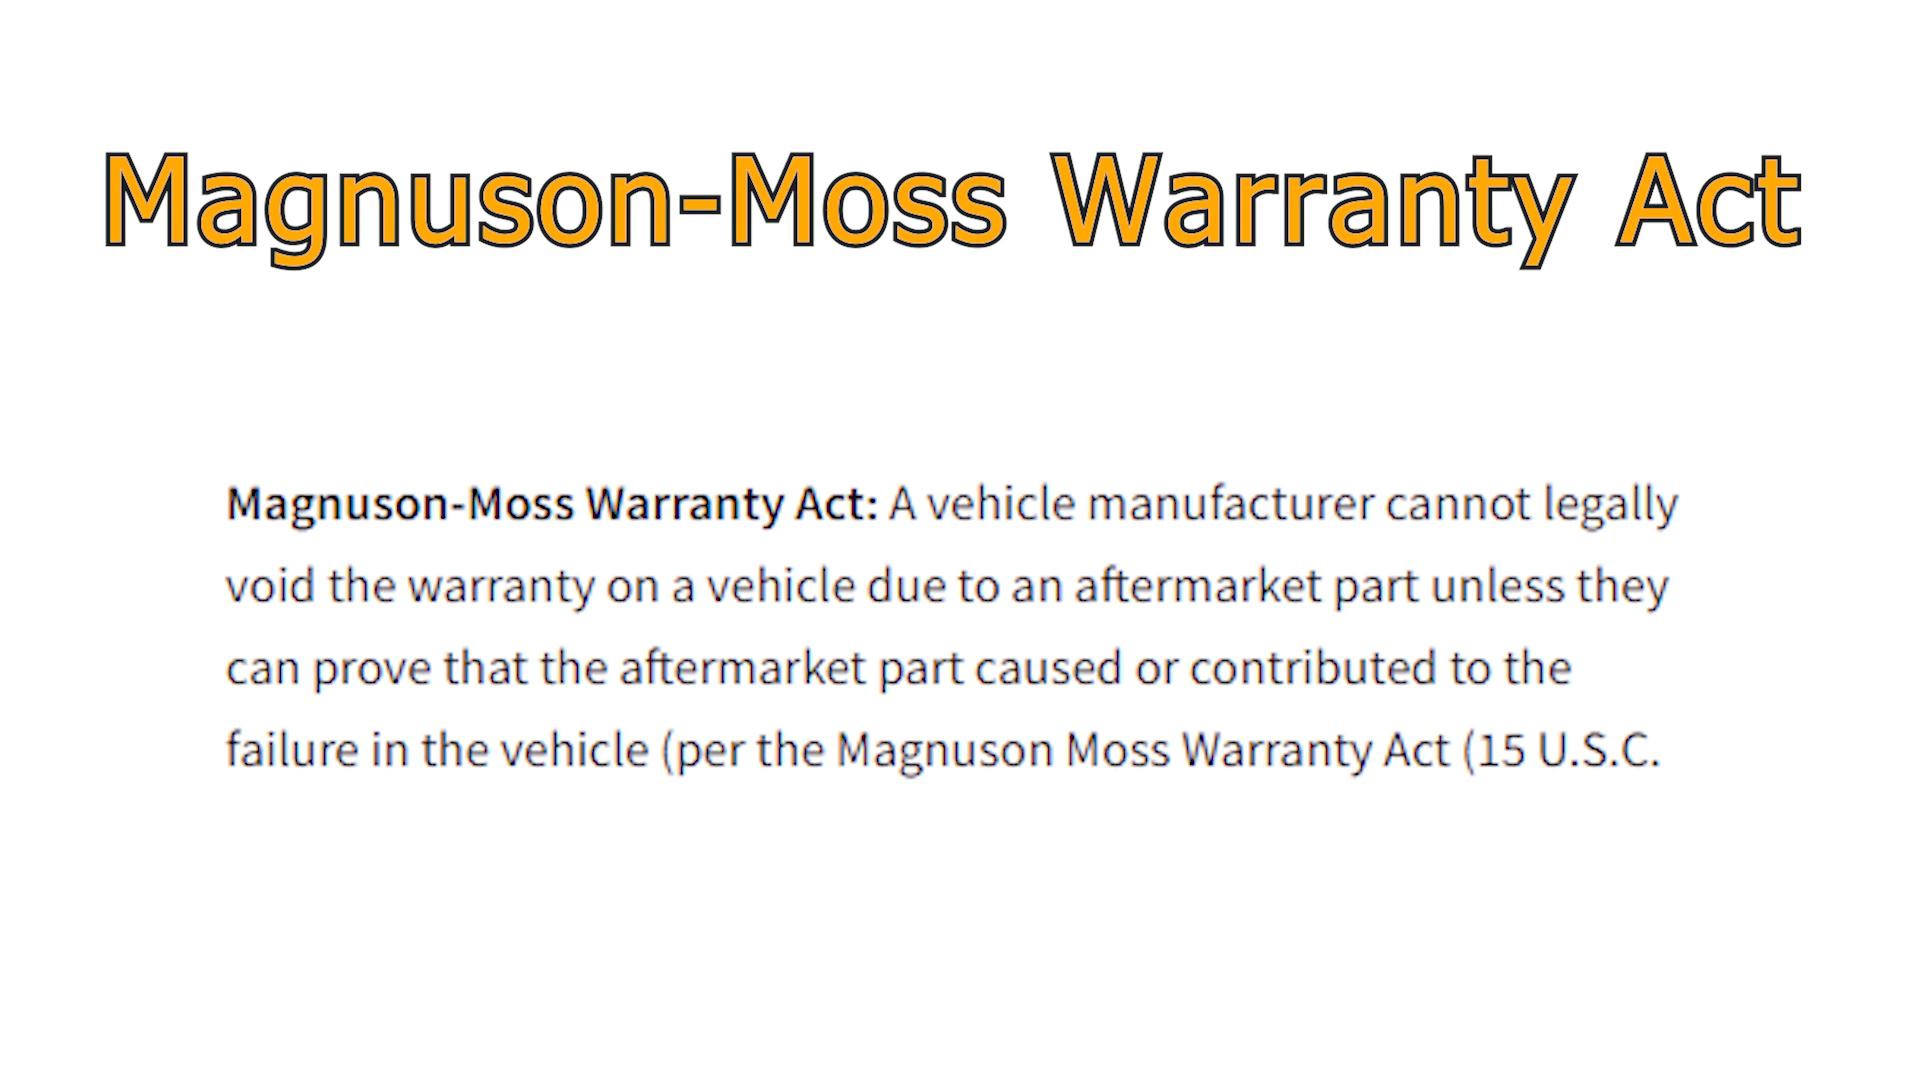 Magnuson-Moss Warranty Act
Magnuson-Moss Warranty Act: A vehicle manufacturer cannot legally
void the warranty on a vehicle due to an aftermarket part unless they
can prove that the aftermarket part caused or contributed to the
failure in the vehicle (per the Magnuson Moss Warranty Act (15 U.S.C.